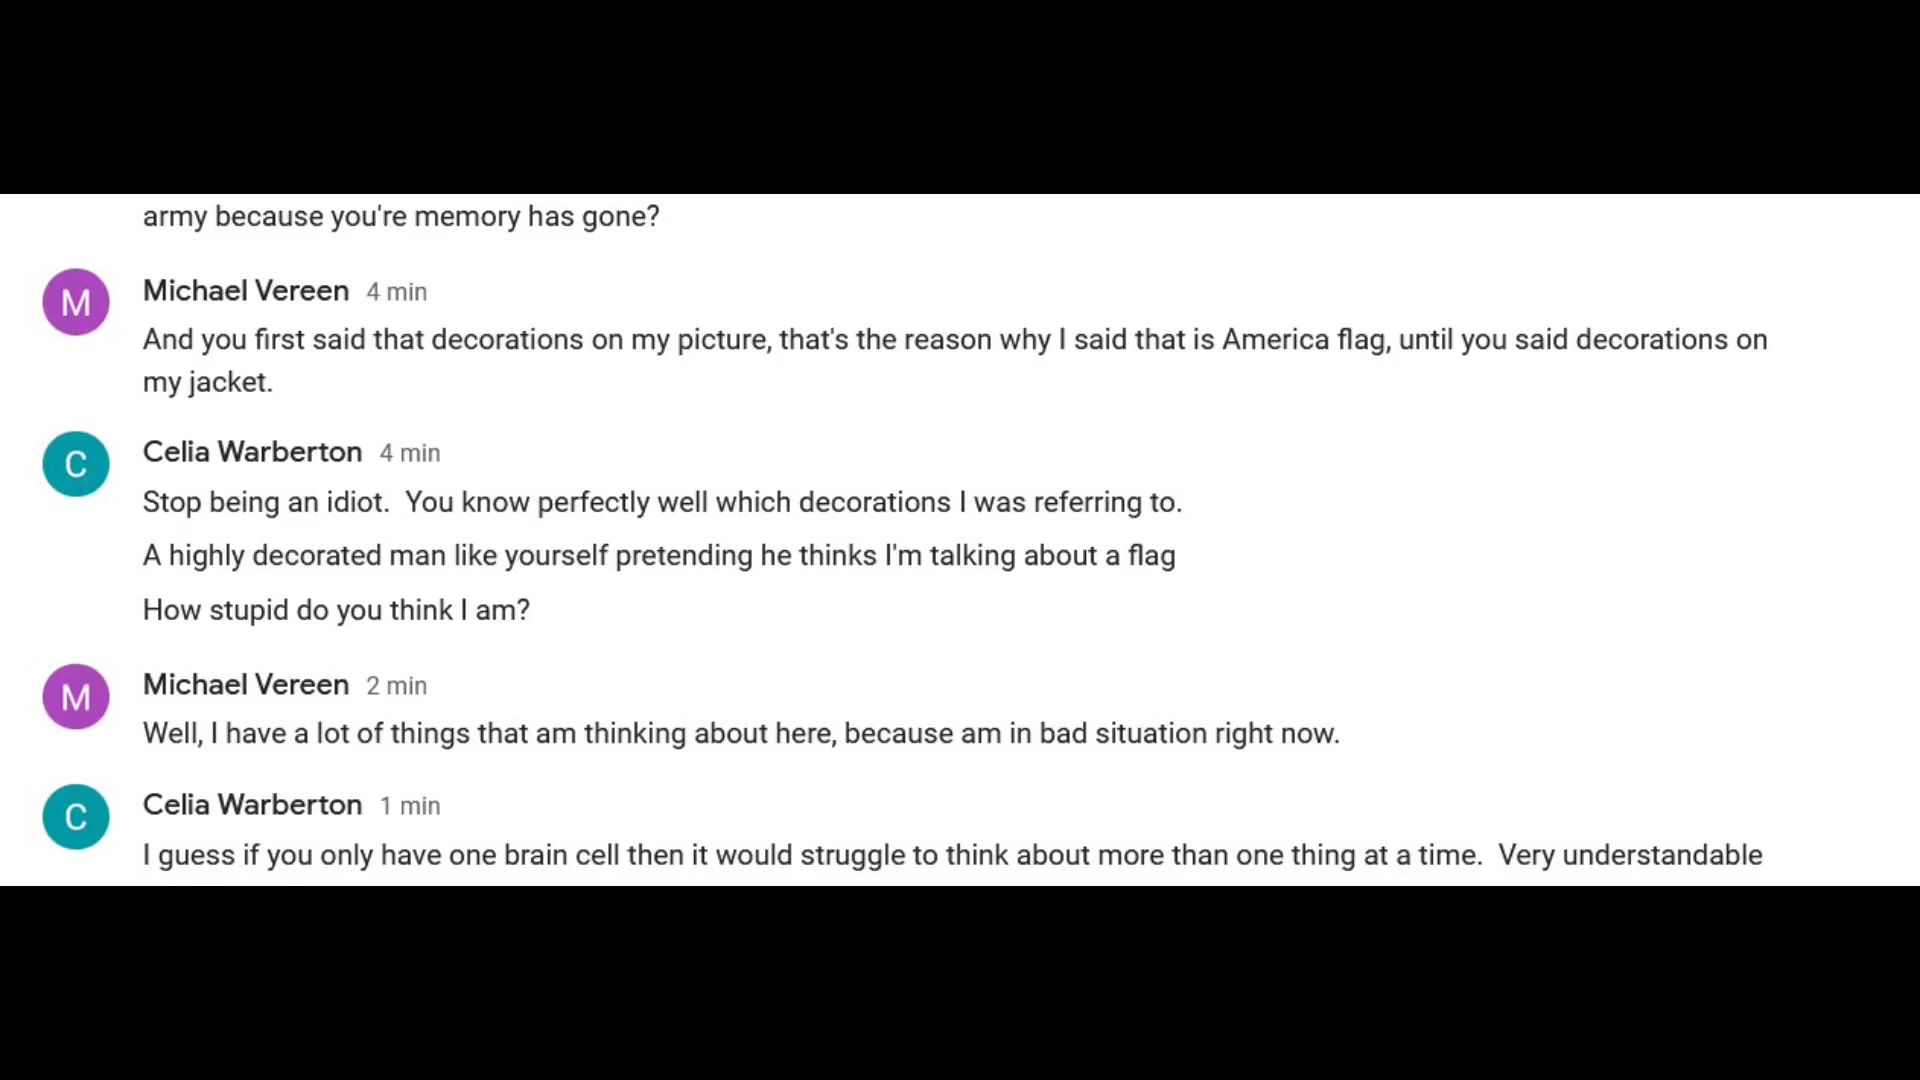 army because you're memory has gone?
M
Michael Vereen 4 min
And you first said that decorations on my picture, that's the reason why I said that is America flag, until you said decorations on
my jacket.
C
Celia Warberton 4 min
Stop being an idiot.  You know perfectly well which decorations I was referring to.
A highly decorated man like yourself pretending he thinks I'm talking about a flag
How stupid do you think I am?
M
Michael Vereen 2 min
Well, I have a lot of things that am thinking about here, because am in bad situation right now.
C
Celia Warberton 1 min
I guess if you only have one brain cell then it would struggle to think about more than one thing at a time.  Very understandable